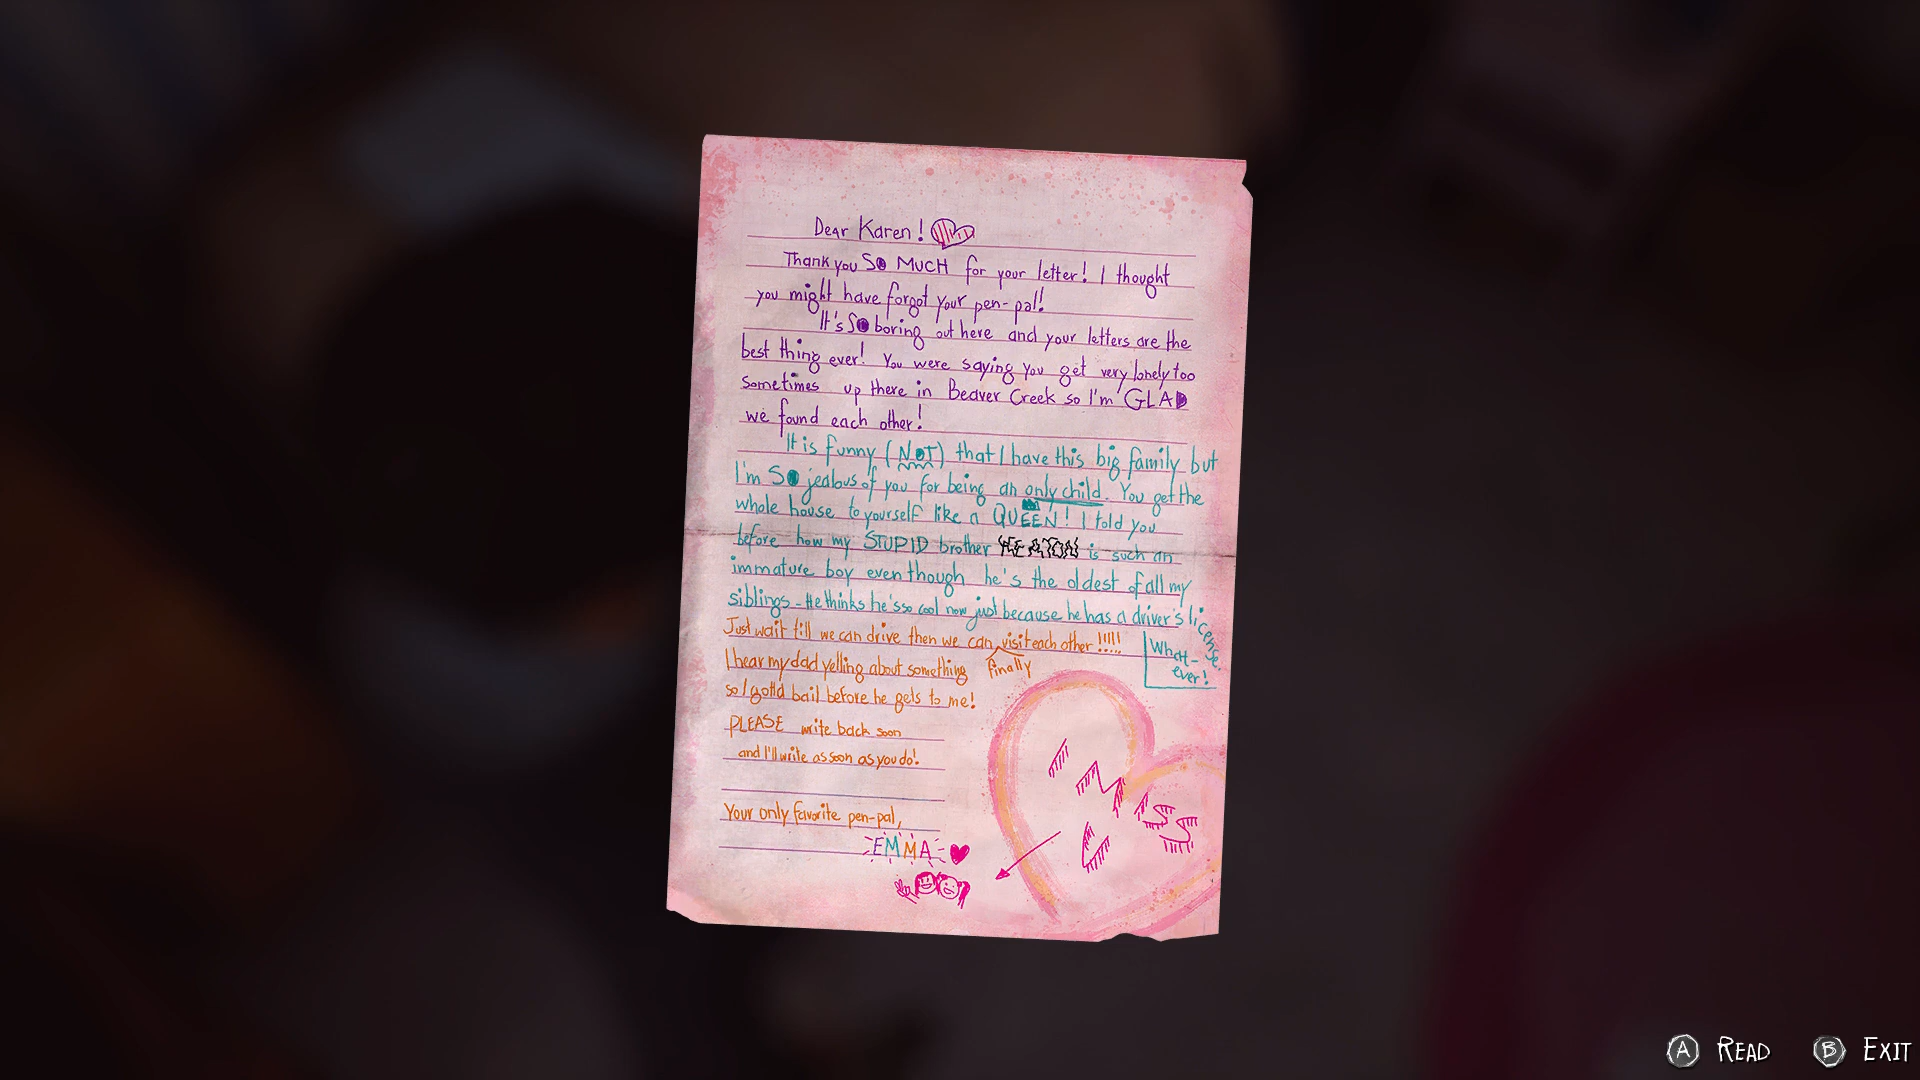 Dear Karen!
Thank you SO MUCH for your letter! I thought
you might have forgot your pen-pal!
It's SO boring out here and your letters are the
best thing ever! You were saying you get very lonely too
sometimes up there in Beaver Creek so I'm GLAD
we found each other!
It is funny (NOT) that I have this big family but
I'm SO jealous of you for being an only child. You get the
whole house to yourself like a QUEEN! I told you
before how my STUPID brother KEATON is such an
immature boy even though he's the oldest of all my
siblings - He thinks he's so cool now just because he has a driver's license.
What-
ever!
Just wait till we can drive then we can finally visit each other!!!!!
I hear my dad yelling about something
so I gotta bail before he gets to me!
PLEASE write back soon
and I'll write as soon as you do!
I MISS U
Your only favorite pen-pal,
EMMA
A READ B EXIT